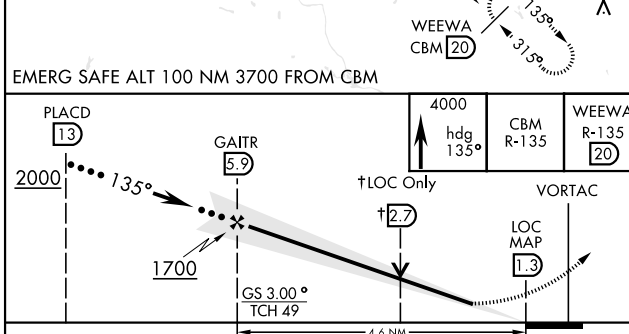 WEEWA
CBM 20
135°
315°
EMERG SAFE ALT 100 NM 3700 FROM CBM
PLACD
13
GAITR
5.9
4000
hdg
135°
CBM
R-135
WEEWA
R-135
20
†LOC Only
†2.7
VORTAC
LOC
MAP
1.3
2000
135°
1700
GS 3.00°
TCH 49
4.6 NM